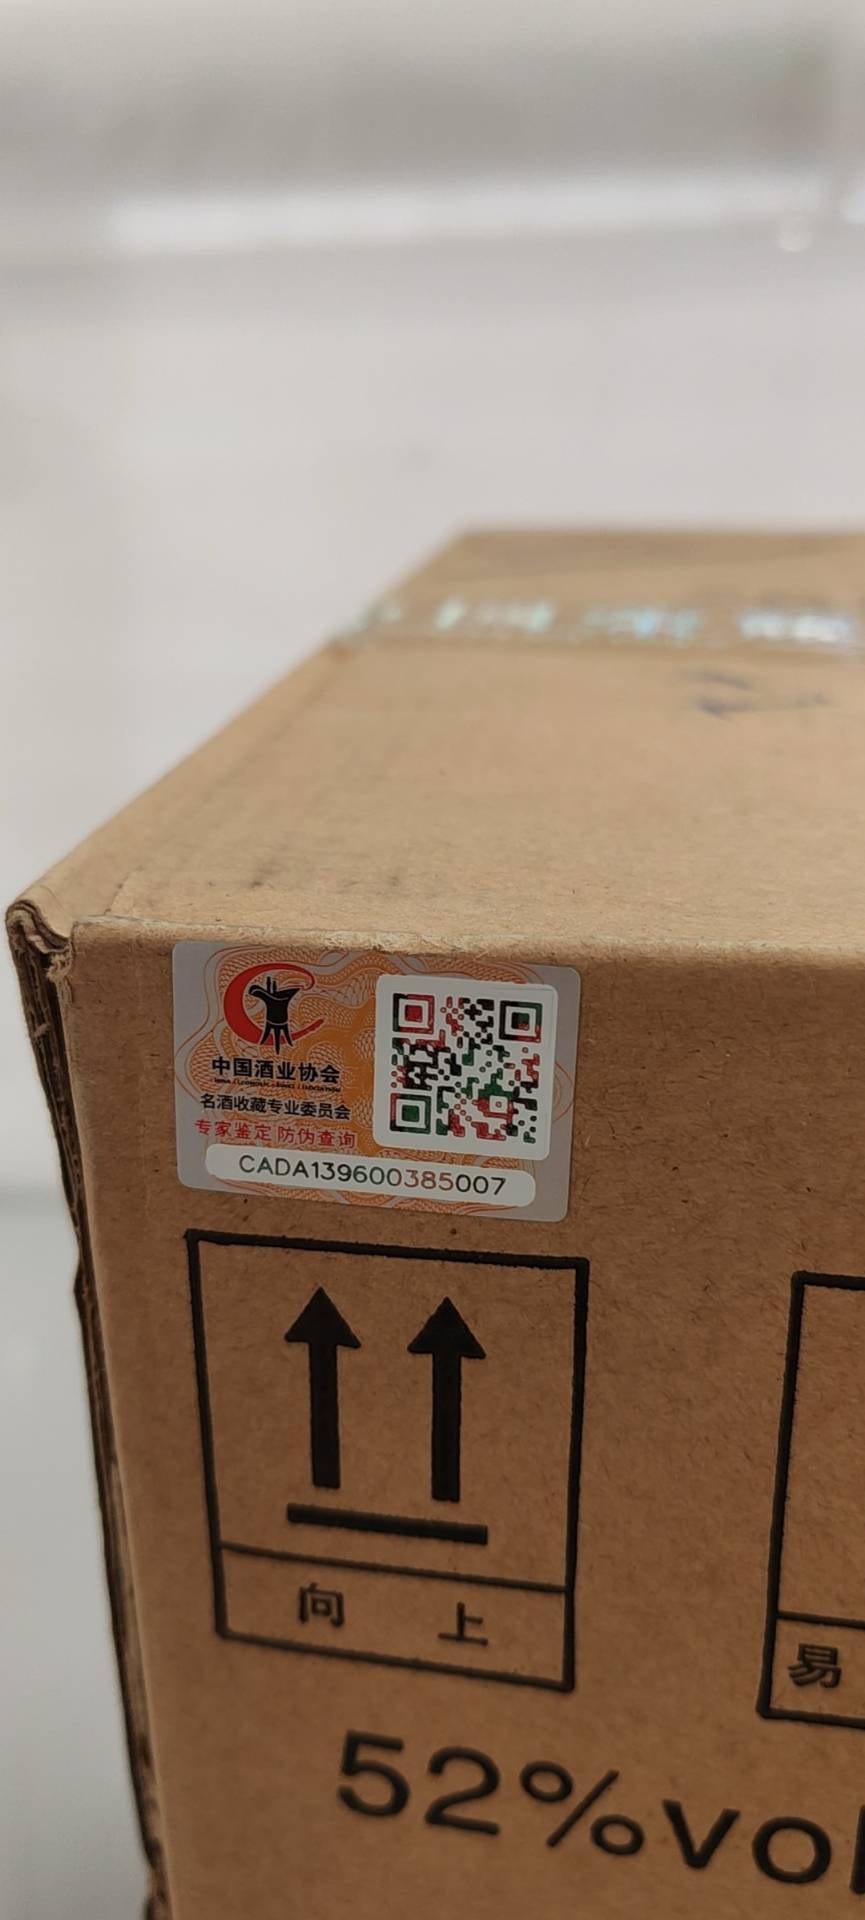 中国酒业协会
名酒收藏专业委员会
专家鉴定 防伪查询
CADA139600385007
向 上
易
52%vol